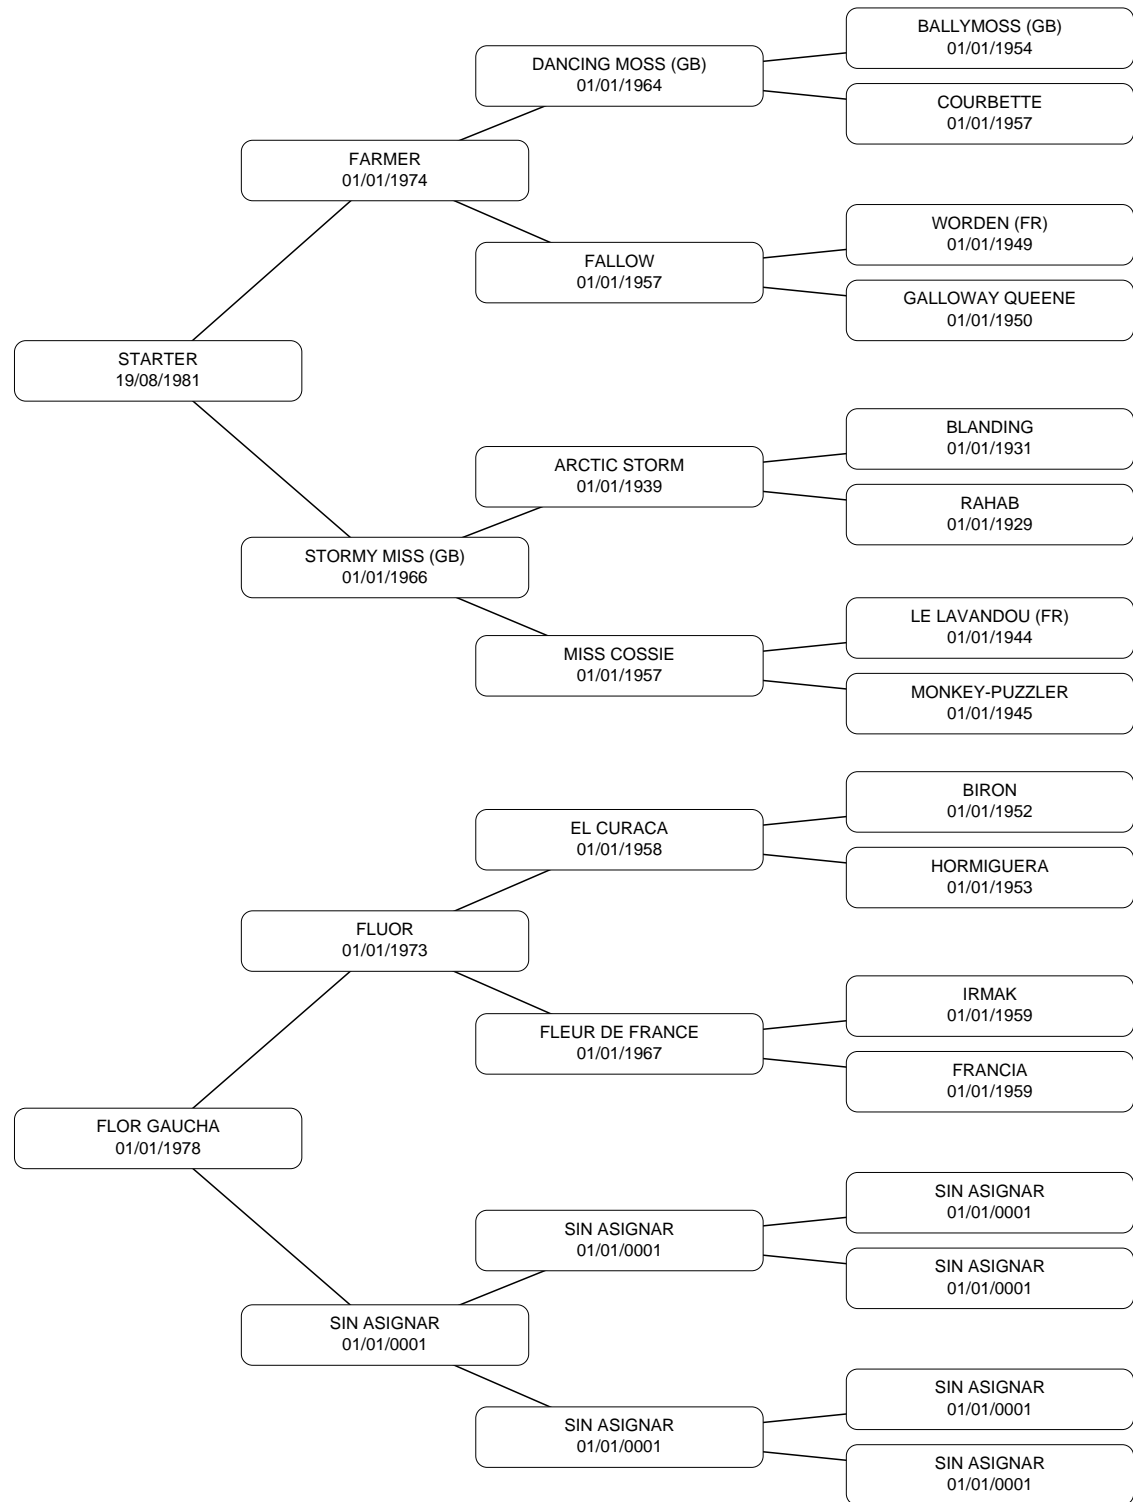 BALLYMOSS (GB)
01/01/1954
DANCING MOSS (GB)
01/01/1964
COURBETTE
01/01/1957
FARMER
01/01/1974
WORDEN (FR)
01/01/1949
FALLOW
01/01/1957
GALLOWAY QUEENE
01/01/1950
STARTER
19/08/1981
BLANDING
01/01/1931
ARCTIC STORM
01/01/1939
RAHAB
01/01/1929
STORMY MISS (GB)
01/01/1966
LE LAVANDOU (FR)
01/01/1944
MISS COSSIE
01/01/1957
MONKEY-PUZZLER
01/01/1945
BIRON
01/01/1952
EL CURACA
01/01/1958
HORMIGUERA
01/01/1953
FLUOR
01/01/1973
IRMAK
01/01/1959
FLEUR DE FRANCE
01/01/1967
FRANCIA
01/01/1959
FLOR GAUCHA
01/01/1978
SIN ASIGNAR
01/01/0001
SIN ASIGNAR
01/01/0001
SIN ASIGNAR
01/01/0001
SIN ASIGNAR
01/01/0001
SIN ASIGNAR
01/01/0001
SIN ASIGNAR
01/01/0001
SIN ASIGNAR
01/01/0001